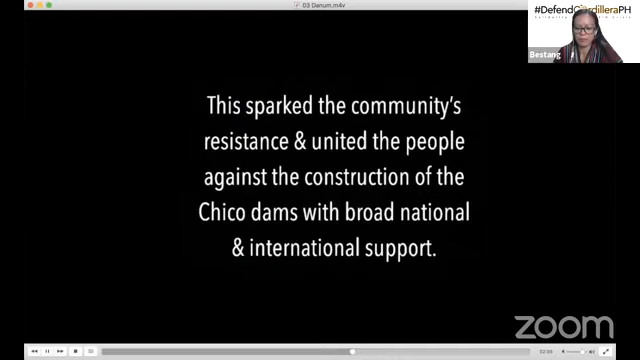 03 Danum.m4v
#DefendCordilleraPH
Bestang
This sparked the community's
resistance & united the people
against the construction of the
Chico dams with broad national
& international support.
zoom